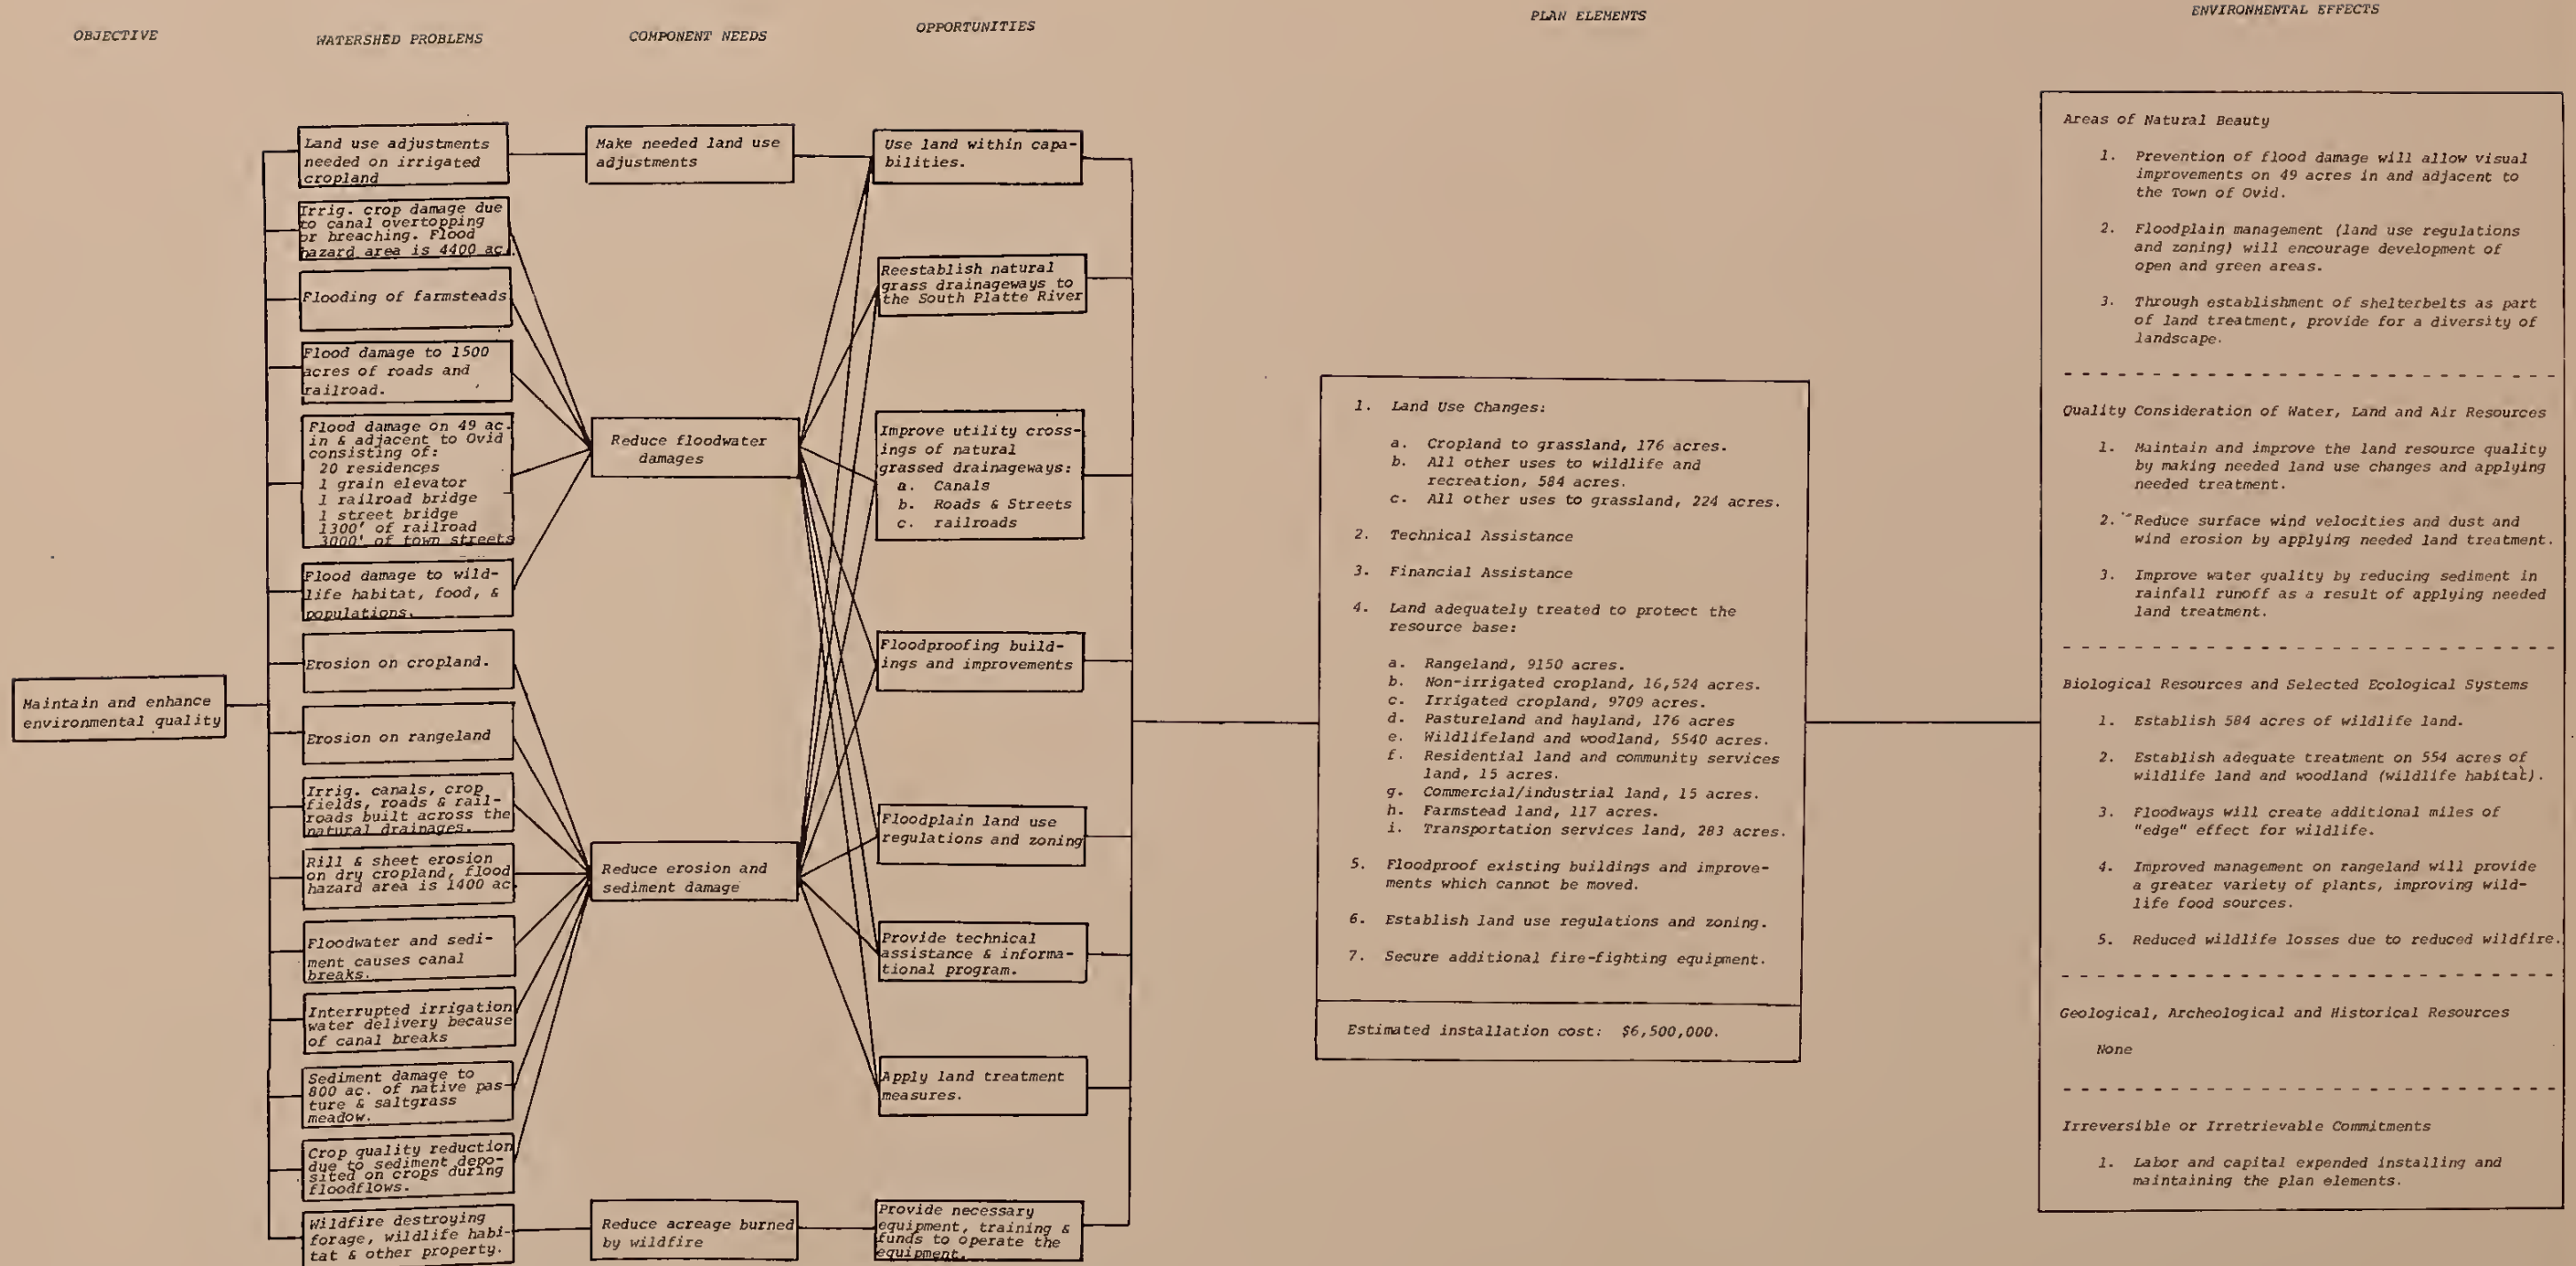 OBJECTIVE
WATERSHED PROBLEMS
COMPONENT NEEDS
OPPORTUNITIES
PLAN ELEMENTS
ENVIRONMENTAL EFFECTS
Maintain and enhance
environmental quality
Land use adjustments
needed on irrigated
cropland
Irrig. crop damage due
to canal overtopping
or breaching. Flood
hazard area is 4400 ac.
Flooding of farmsteads
Flood damage to 1500
acres of roads and
railroad.
Flood damage on 49 ac.
in & adjacent to Ovid
consisting of:
20 residences
1 grain elevator
1 railroad bridge
1 street bridge
1300' of railroad
3000' of town streets
Flood damage to wild-
life habitat, food, &
populations.
Erosion on cropland.
Erosion on rangeland
Irrig. canals, crop
fields, roads & rail-
roads built across the
natural drainages.
Rill & sheet erosion
on dry cropland, flood
hazard area is 1400 ac.
Floodwater and sedi-
ment causes canal
breaks.
Interrupted irrigation
water delivery because
of canal breaks
Sediment damage to
800 ac. of native pas-
ture & saltgrass
meadow.
Crop quality reduction
due to sediment depo-
sited on crops during
floodflows.
Wildfire destroying
forage, wildlife habi-
tat & other property.
Make needed land use
adjustments
Reduce floodwater
damages
Reduce erosion and
sediment damage
Reduce acreage burned
by wildfire
Use land within capa-
bilities.
Reestablish natural
grass drainageways to
the South Platte River
Improve utility cross-
ings of natural
grassed drainageways:
a. Canals
b. Roads & Streets
c. railroads
Floodproofing build-
ings and improvements
Floodplain land use
regulations and zoning
Provide technical
assistance & informa-
tional program.
Apply land treatment
measures.
Provide necessary
equipment, training &
funds to operate the
equipment.
1. Land Use Changes:
a. Cropland to grassland, 176 acres.
b. All other uses to wildlife and
recreation, 584 acres.
c. All other uses to grassland, 224 acres.
2. Technical Assistance
3. Financial Assistance
4. Land adequately treated to protect the
resource base:
a. Rangeland, 9150 acres.
b. Non-irrigated cropland, 16,524 acres.
c. Irrigated cropland, 9709 acres.
d. Pastureland and hayland, 176 acres
e. Wildlifeland and woodland, 5540 acres.
f. Residential land and community services
land, 15 acres.
g. Commercial/industrial land, 15 acres.
h. Farmstead land, 117 acres.
i. Transportation services land, 283 acres.
5. Floodproof existing buildings and improve-
ments which cannot be moved.
6. Establish land use regulations and zoning.
7. Secure additional fire-fighting equipment.
Estimated installation cost: $6,500,000.
Areas of Natural Beauty
1. Prevention of flood damage will allow visual
improvements on 49 acres in and adjacent to
the Town of Ovid.
2. Floodplain management (land use regulations
and zoning) will encourage development of
open and green areas.
3. Through establishment of shelterbelts as part
of land treatment, provide for a diversity of
landscape.
Quality Consideration of Water, Land and Air Resources
1. Maintain and improve the land resource quality
by making needed land use changes and applying
needed treatment.
2. Reduce surface wind velocities and dust and
wind erosion by applying needed land treatment.
3. Improve water quality by reducing sediment in
rainfall runoff as a result of applying needed
land treatment.
Biological Resources and Selected Ecological Systems
1. Establish 584 acres of wildlife land.
2. Establish adequate treatment on 554 acres of
wildlife land and woodland (wildlife habitat).
3. Floodways will create additional miles of
"edge" effect for wildlife.
4. Improved management on rangeland will provide
a greater variety of plants, improving wild-
life food sources.
5. Reduced wildlife losses due to reduced wildfire.
Geological, Archeological and Historical Resources
None
Irreversible or Irretrievable Commitments
1. Labor and capital expended installing and
maintaining the plan elements.